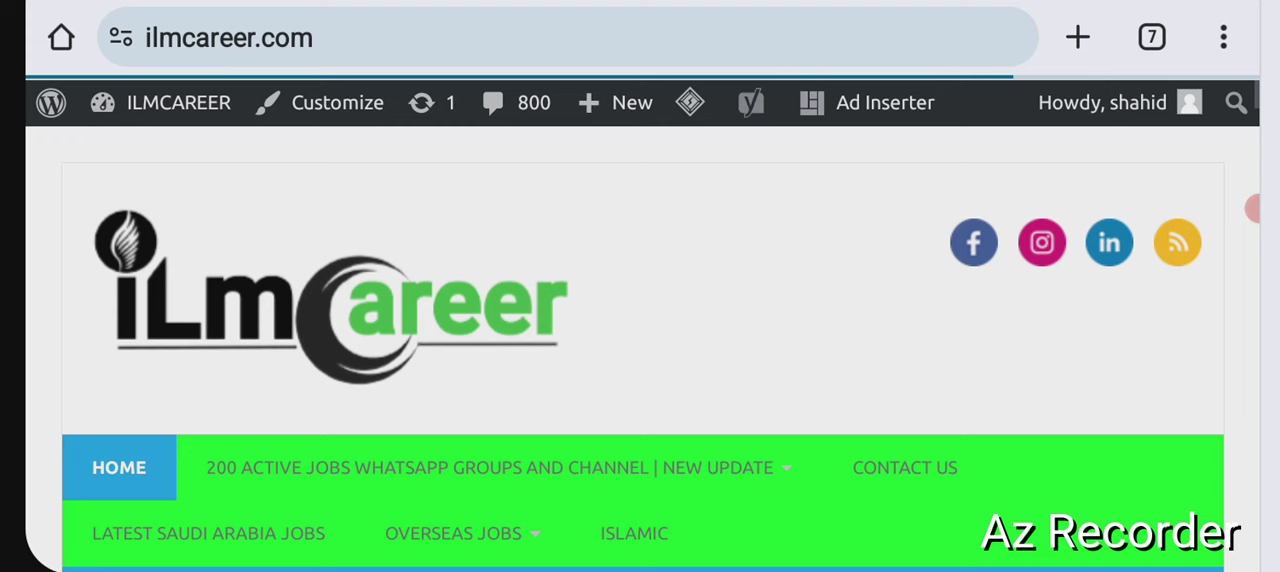 ilmcareer.com
7
ILMCAREER Customize 1 800 New Ad Inserter Howdy, shahid
iLmCareer
HOME 200 ACTIVE JOBS WHATSAPP GROUPS AND CHANNEL | NEW UPDATE CONTACT US
LATEST SAUDI ARABIA JOBS OVERSEAS JOBS ISLAMIC
Az Recorder